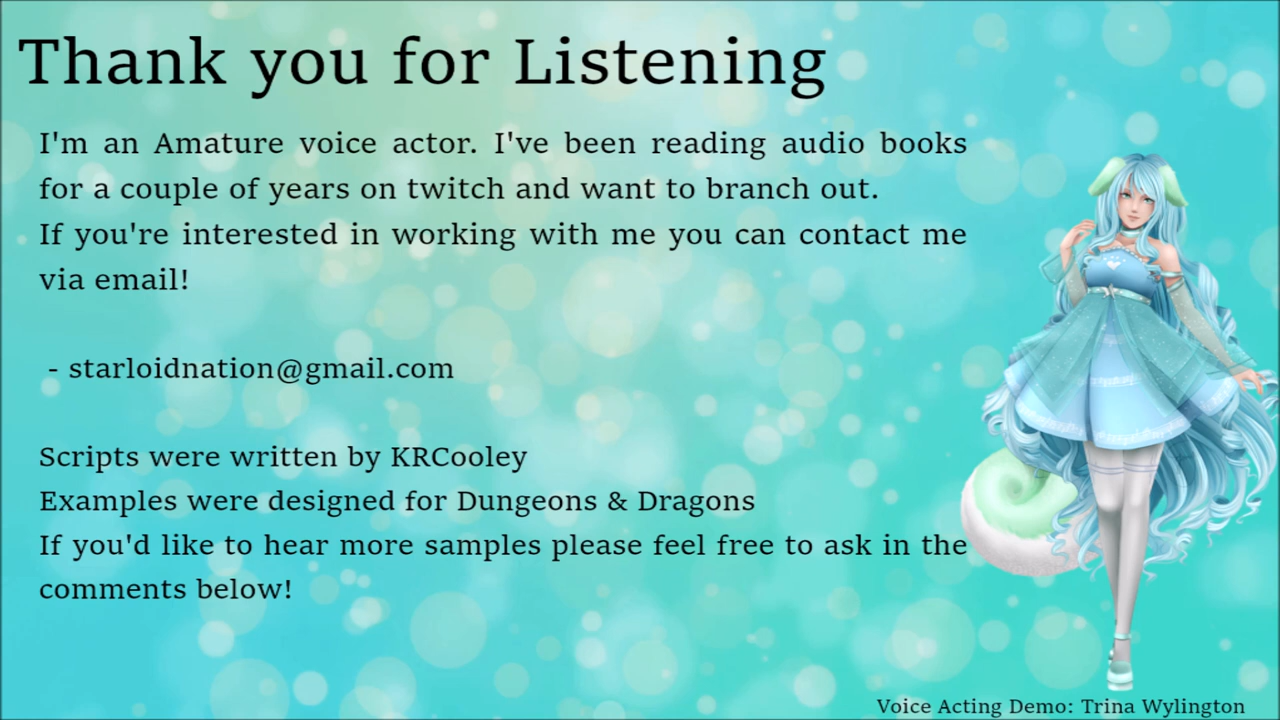 Thank you for Listening
I'm an Amature voice actor. I've been reading audio books
for a couple of years on twitch and want to branch out.
If you're interested in working with me you can contact me
via email!
- starloidnation@gmail.com
Scripts were written by KRCooley
Examples were designed for Dungeons & Dragons
If you'd like to hear more samples please feel free to ask in the
comments below!
Voice Acting Demo: Trina Wylington